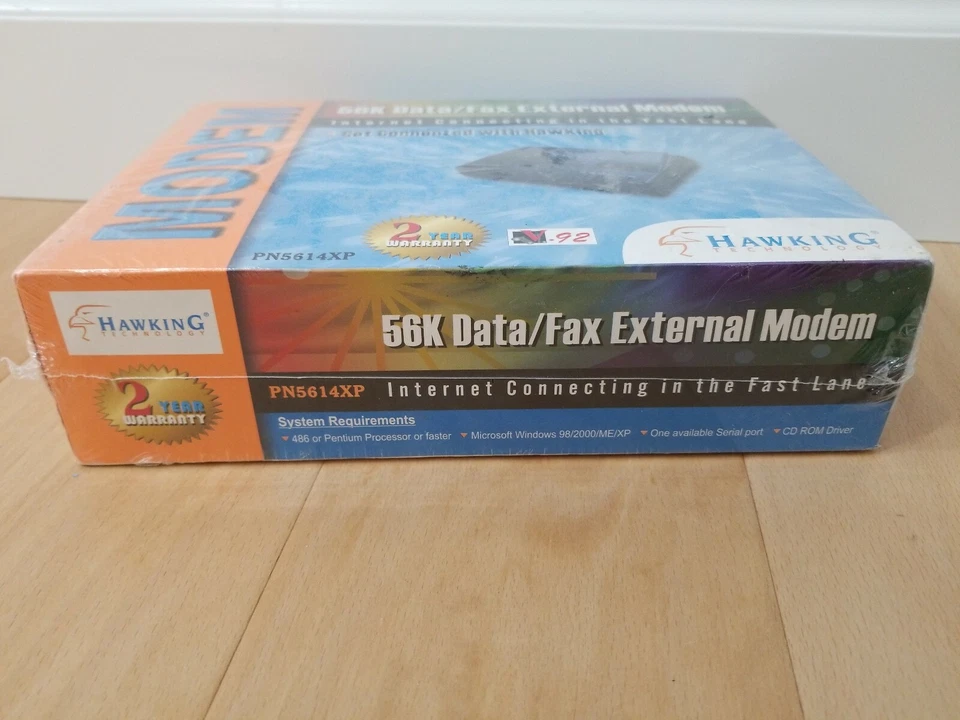 MODEM
56K Data/Fax External Modem
Internet Connecting in the Fast Lane
Get Connected with Hawking
2 YEAR
WARRANTY
V.92
PN5614XP
HAWKING®
TECHNOLOGY
HAWKING®
TECHNOLOGY
56K Data/Fax External Modem
2 YEAR
WARRANTY
PN5614XP Internet Connecting in the Fast Lane
System Requirements
486 or Pentium Processor or faster Microsoft Windows 98/2000/ME/XP One available Serial port CD ROM Driver